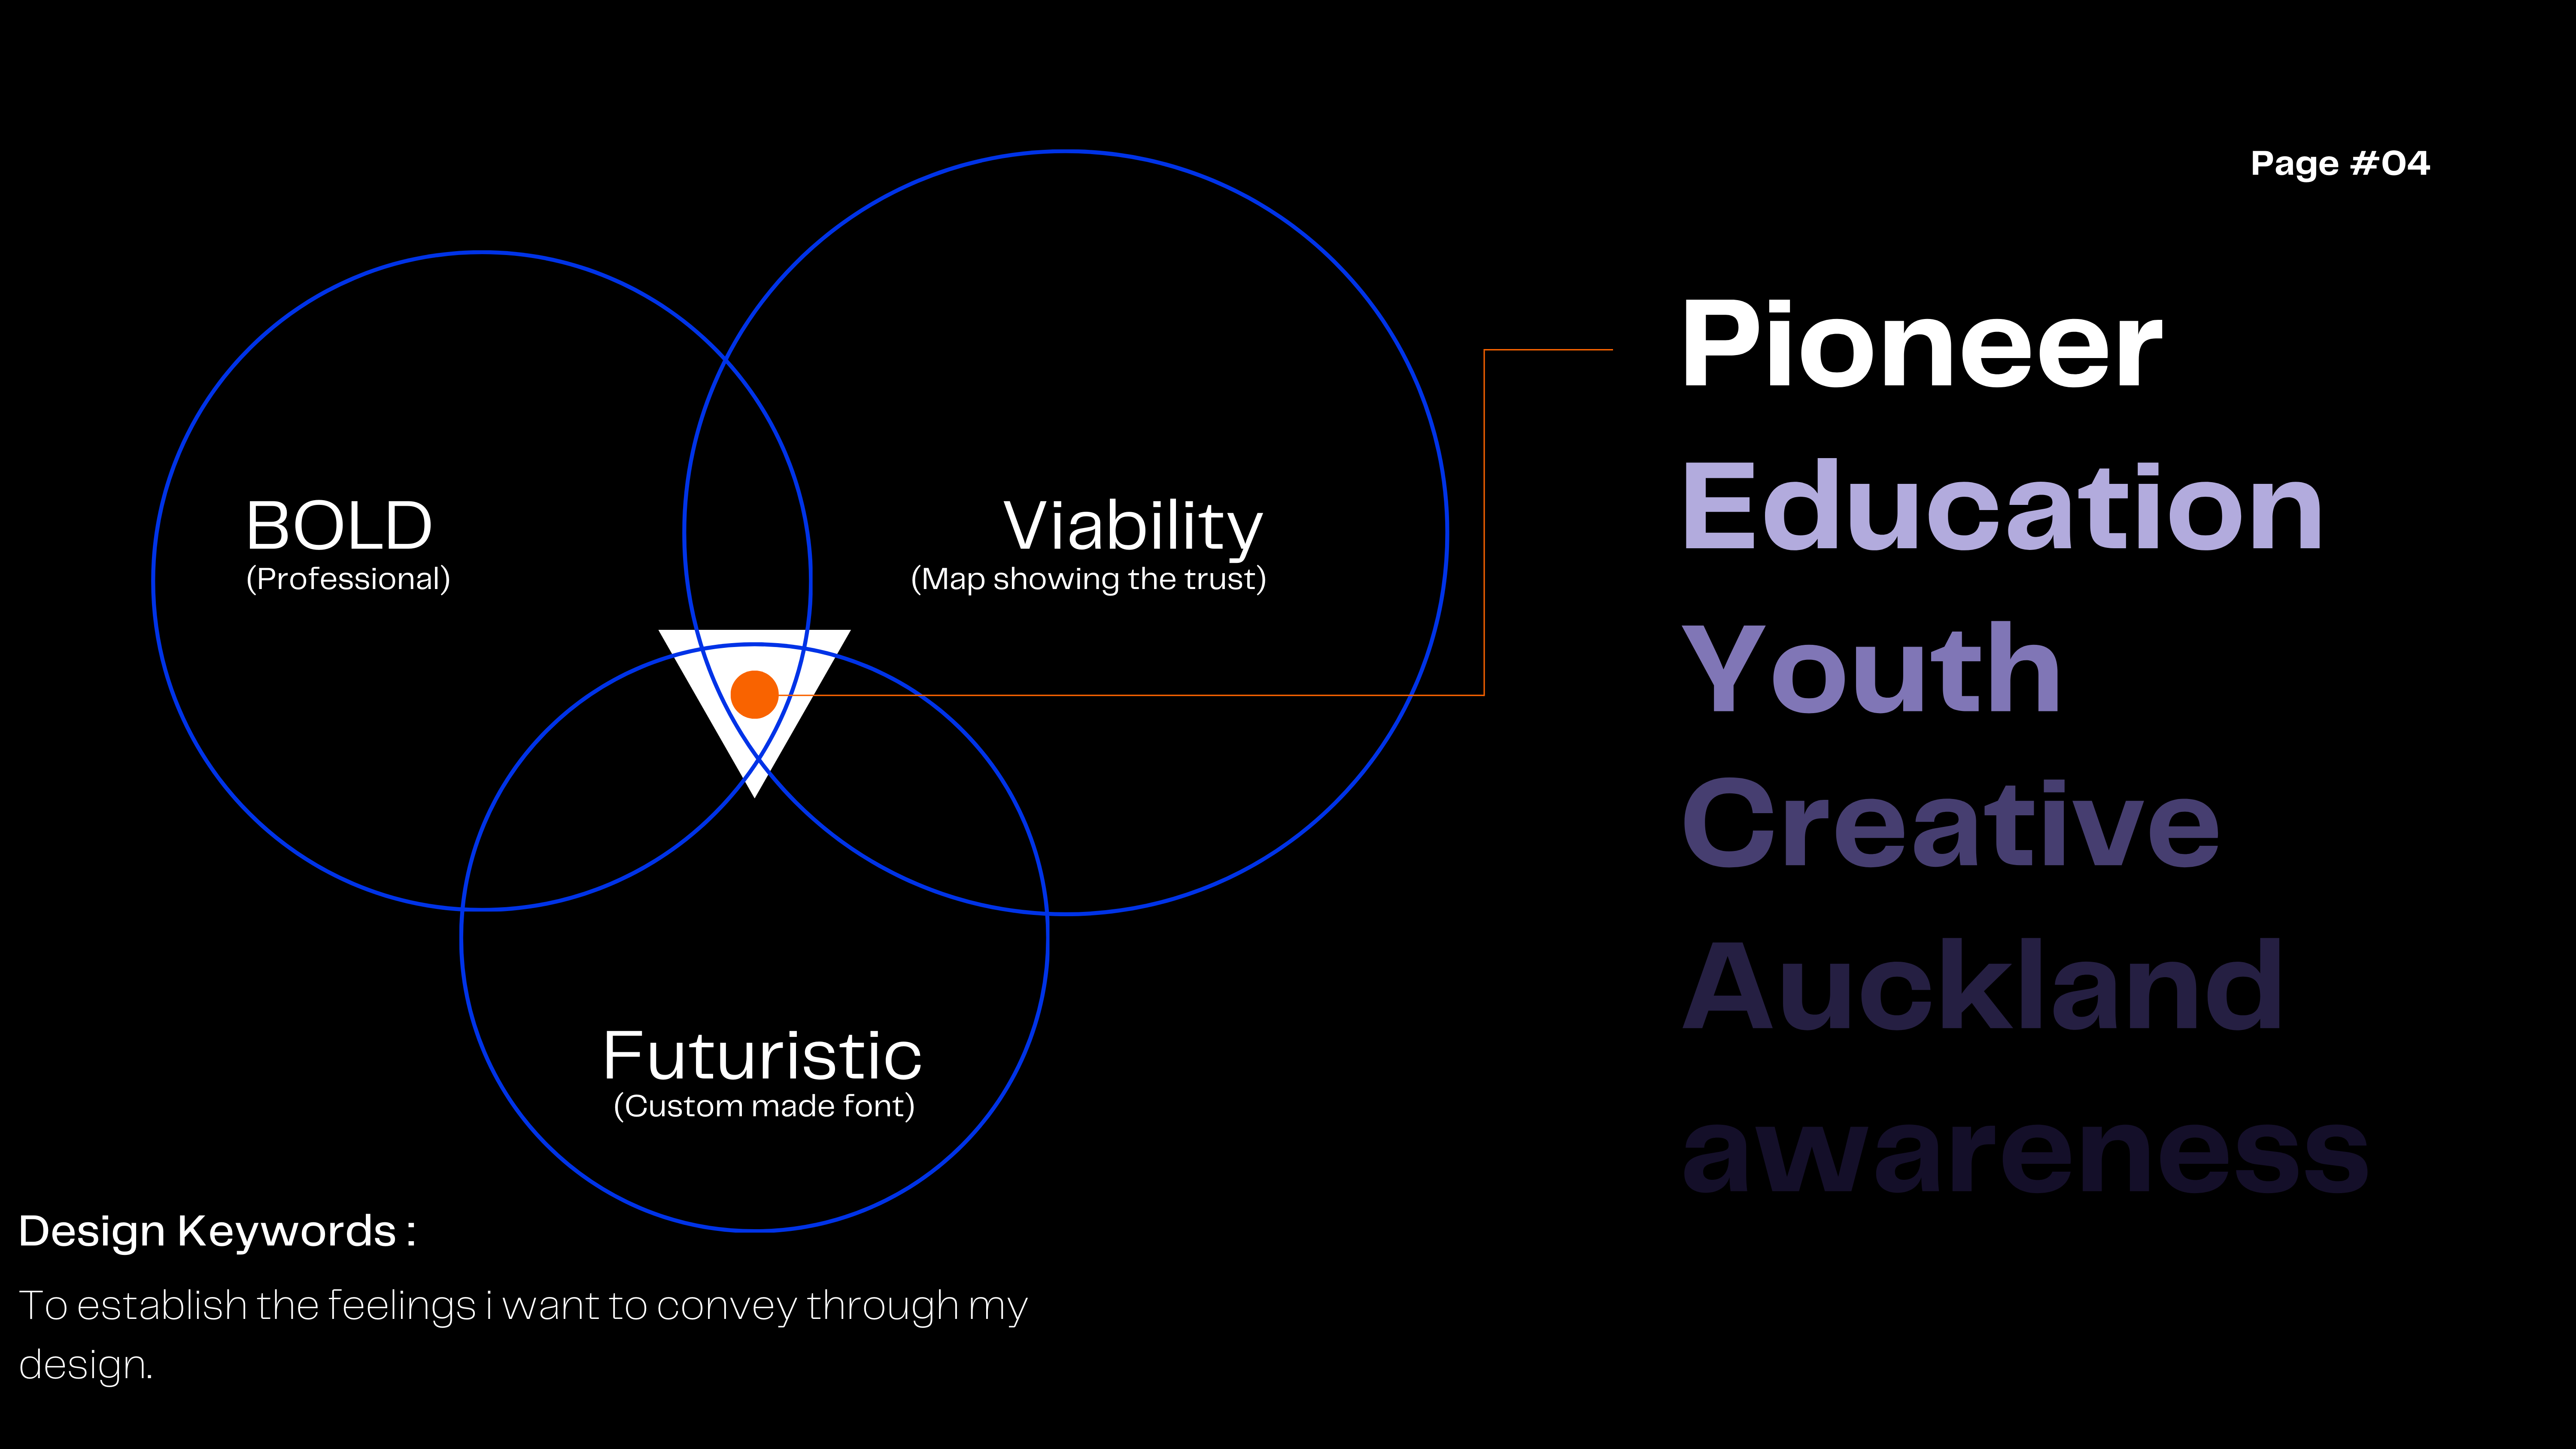 Page #04
BOLD
(Professional)
Viability
(Map showing the trust)
Futuristic
(Custom made font)
Pioneer
Education
Youth
Creative
Auckland
awareness
Design Keywords :
To establish the feelings i want to convey through my
design.